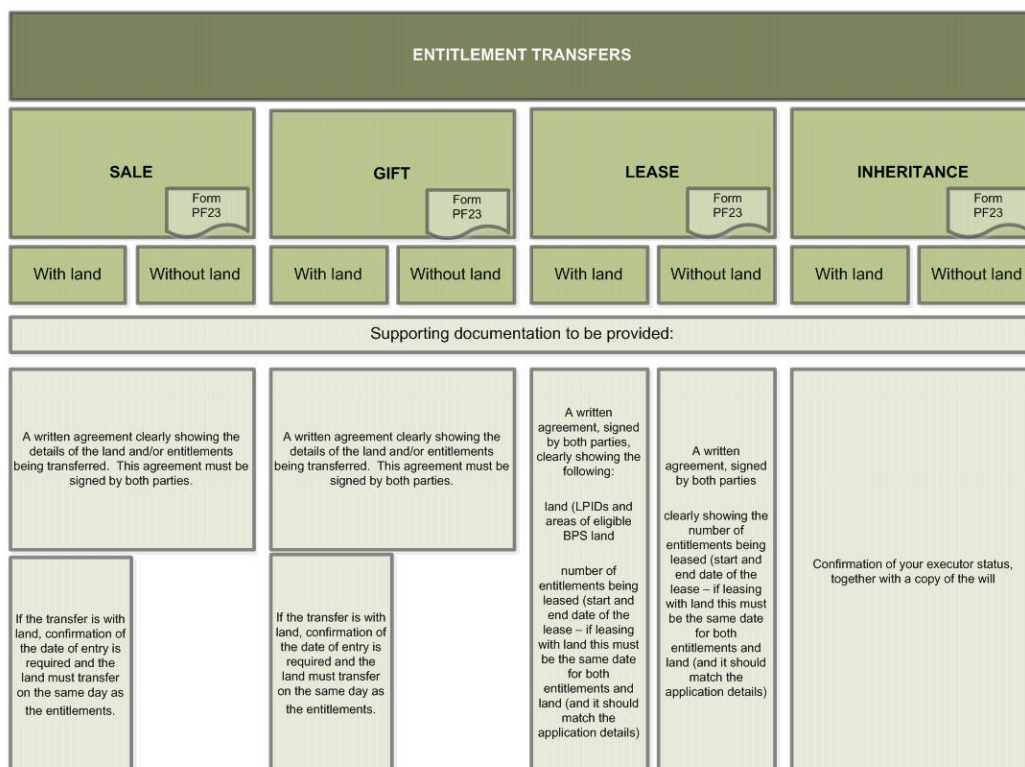 ENTITLEMENT TRANSFERS
SALE
Form
PF23
GIFT
Form
PF23
LEASE
Form
PF23
INHERITANCE
Form
PF23
With land
Without land
With land
Without land
With land
Without land
With land
Without land
Supporting documentation to be provided:
A written agreement clearly showing the
details of the land and/or entitlements
being transferred. This agreement must be
signed by both parties.
If the transfer is with
land, confirmation of
the date of entry is
required and the
land must transfer
on the same day as
the entitlements.
A written agreement clearly showing the
details of the land and/or entitlements
being transferred. This agreement must be
signed by both parties.
If the transfer is with
land, confirmation of
the date of entry is
required and the
land must transfer
on the same day as
the entitlements.
A written
agreement, signed
by both parties,
clearly showing the
following:
land (LPIDs and
areas of eligible
BPS land
number of
entitlements being
leased (start and
end date of the
lease – if leasing
with land this must
be the same date
for both
entitlements and
land (and it should
match the
application details)
A written
agreement, signed
by both parties
clearly showing the
number of
entitlements being
leased (start and
end date of the
lease – if leasing
with land this must
be the same date
for both
entitlements and
land (and it should
match the
application details)
Confirmation of your executor status,
together with a copy of the will